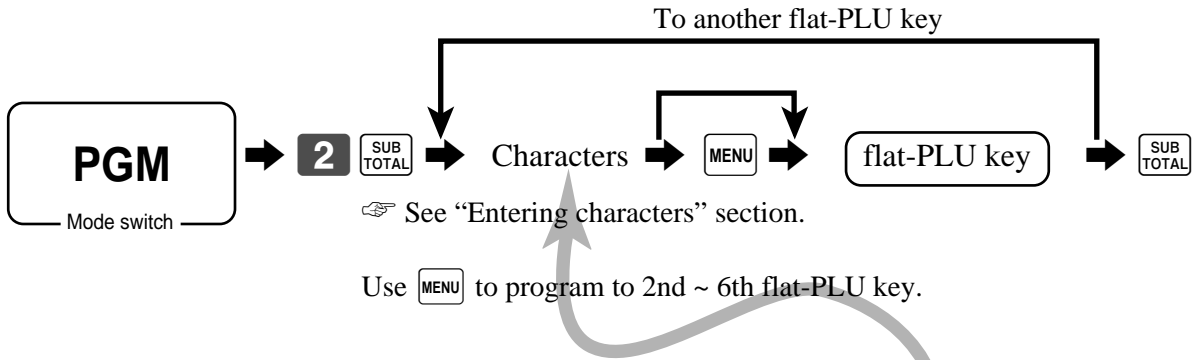 To another flat-PLU key
PGM
Mode switch
2 SUB TOTAL Characters MENU flat-PLU key SUB TOTAL
☞ See “Entering characters” section.
Use MENU to program to 2nd ~ 6th flat-PLU key.